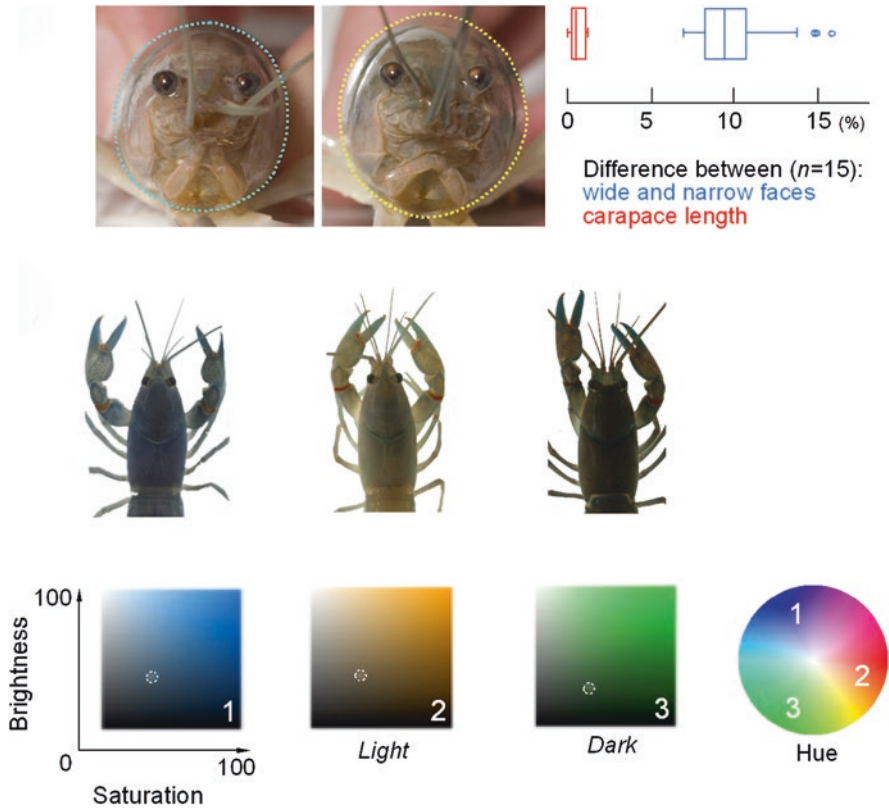 0 5 10 15 (%)
Difference between (n=15):
wide and narrow faces
carapace length
100
Brightness
0
1
2
3
1
2
3
Light
Dark
Hue
100
Saturation